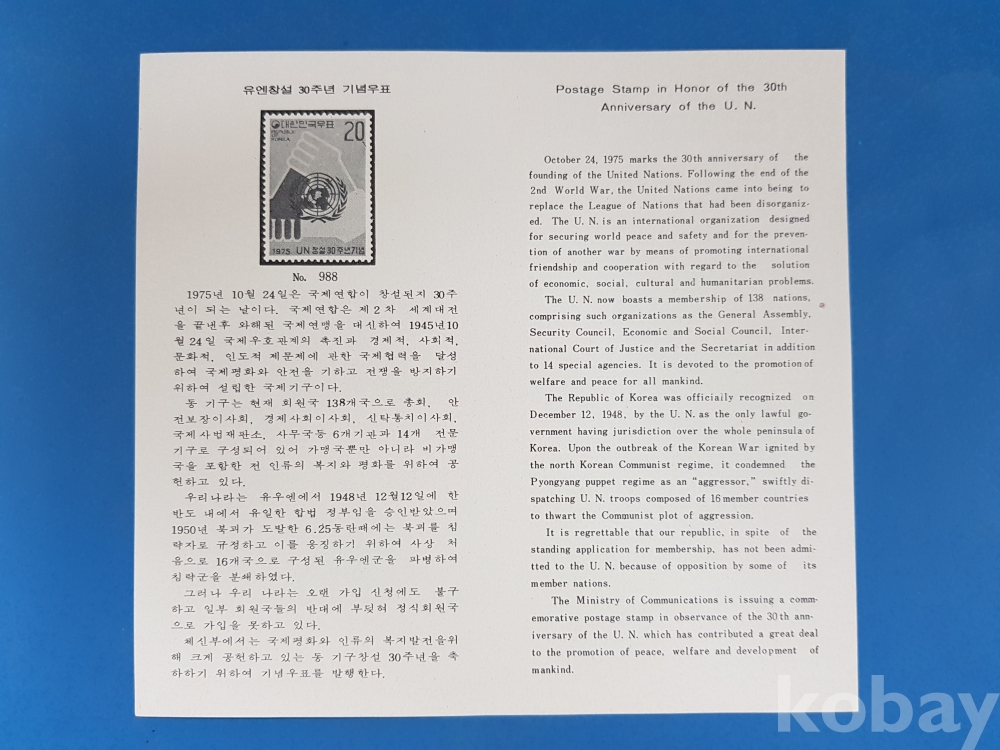 유엔창설 30주년 기념우표
대한민국우표
REPUBLIC
OF
KOREA
20
1975 UN 창설30주년기념
No. 988
1975년 10월 24일은 국제연합이 창설된지 30주
년이 되는 날이다. 국제연합은 제2차 세계대전
을 끝낸후 와해된 국제연맹을 대신하여 1945년10
월 24일 국제우호관계의 촉진과 경제적, 사회적,
문화적, 인도적 제문제에 관한 국제협력을 달성
하여 국제평화와 안전을 기하고 전쟁을 방지하기
위하여 설립한 국제기구이다.
동 기구는 현재 회원국 138개국으로 총회, 안
전보장이사회, 경제사회이사회, 신탁통치이사회,
국제사법재판소, 사무국등 6개기관과 14개 전문
기구로 구성되어 있어 가맹국뿐만 아니라 비가맹
국을 포함한 전 인류의 복지와 평화를 위하여 공
헌하고 있다.
우리나라는 유우엔에서 1948년 12월12일에 한
반도 내에서 유일한 합법 정부임을 승인받았으며
1950년 북괴가 도발한 6.25동란때에는 북괴를 침
략자로 규정하고 이를 응징하기 위하여 사상 처
음으로 16개국으로 구성된 유우엔군을 파병하여
침략군을 분쇄하였다.
그러나 우리 나라는 오랜 가입 신청에도 불구
하고 일부 회원국들의 반대에 부딪혀 정식회원국
으로 가입을 못하고 있다.
체신부에서는 국제평화와 인류의 복지발전을위
해 크게 공헌하고 있는 동 기구창설 30주년을 축
하하기 위하여 기념우표를 발행한다.
Postage Stamp in Honor of the 30th
Anniversary of the U. N.
October 24, 1975 marks the 30th anniversary of the
founding of the United Nations. Following the end of the
2nd World War, the United Nations came into being to
replace the League of Nations that had been disorganiz-
ed. The U. N. is an international organization designed
for securing world peace and safety and for the preven-
tion of another war by means of promoting international
friendship and cooperation with regard to the solution
of economic, social, cultural and humanitarian problems.
The U. N. now boasts a membership of 138 nations,
comprising such organizations as the General Assembly,
Security Council, Economic and Social Council, Inter-
national Court of Justice and the Secretariat in addition
to 14 special agencies. It is devoted to the promotion of
welfare and peace for all mankind.
The Republic of Korea was officially recognized on
December 12, 1948, by the U. N. as the only lawful go-
vernment having jurisdiction over the whole peninsula of
Korea. Upon the outbreak of the Korean War ignited by
the north Korean Communist regime, it condemned the
Pyongyang puppet regime as an "aggressor," swiftly di-
spatching U. N. troops composed of 16 member countries
to thwart the Communist plot of aggression.
It is regrettable that our republic, in spite of the
standing application for membership, has not been admi-
tted to the U. N. because of opposition by some of its
member nations.
The Ministry of Communications is issuing a comm-
emorative postage stamp in observance of the 30th ann-
iversary of the U. N. which has contributed a great deal
to the promotion of peace, welfare and development of
mankind.
kobay